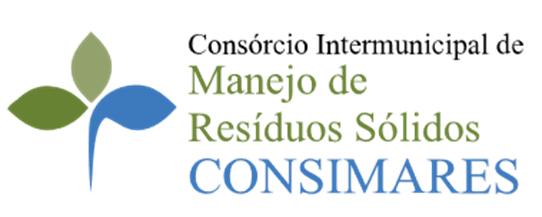 Consórcio Intermunicipal de
Manejo de
Resíduos Sólidos
CONSIMARES